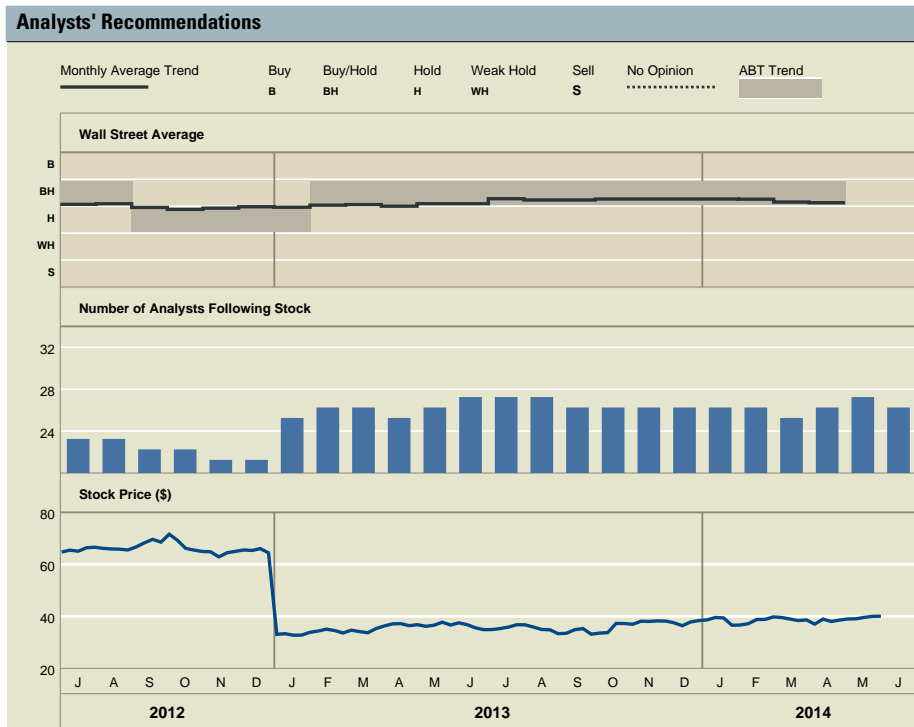 Analysts' Recommendations
Monthly Average Trend Buy Buy/Hold Hold Weak Hold Sell No Opinion ABT Trend
B BH H WH S
Wall Street Average
B
BH
H
WH
S
Number of Analysts Following Stock
32
28
24
Stock Price ($)
80
60
40
20
J A S O N D J F M A M J J A S O N D J F M A M J
2012 2013 2014